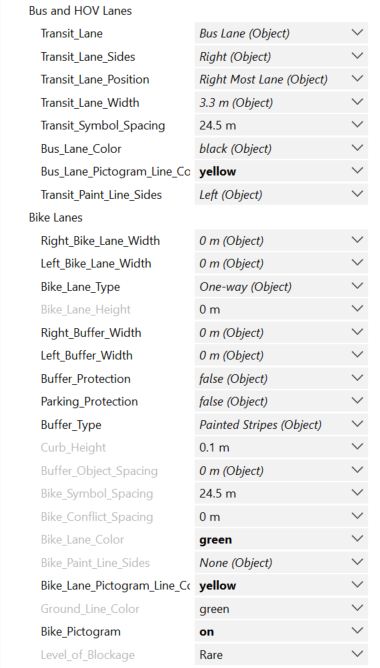 Bus and HOV Lanes
Transit_Lane Bus Lane (Object)
Transit_Lane_Sides Right (Object)
Transit_Lane_Position Right Most Lane (Object)
Transit_Lane_Width 3.3 m (Object)
Transit_Symbol_Spacing 24.5 m
Bus_Lane_Color black (Object)
Bus_Lane_Pictogram_Line_Co yellow
Transit_Paint_Line_Sides Left (Object)
Bike Lanes
Right_Bike_Lane_Width 0 m (Object)
Left_Bike_Lane_Width 0 m (Object)
Bike_Lane_Type One-way (Object)
Bike_Lane_Height 0 m
Right_Buffer_Width 0 m (Object)
Left_Buffer_Width 0 m (Object)
Buffer_Protection false (Object)
Parking_Protection false (Object)
Buffer_Type Painted Stripes (Object)
Curb_Height 0.1 m
Buffer_Object_Spacing 0 m (Object)
Bike_Symbol_Spacing 24.5 m
Bike_Conflict_Spacing 0 m
Bike_Lane_Color green
Bike_Paint_Line_Sides None (Object)
Bike_Lane_Pictogram_Line_Cc yellow
Ground_Line_Color green
Bike_Pictogram on
Level_of_Blockage Rare